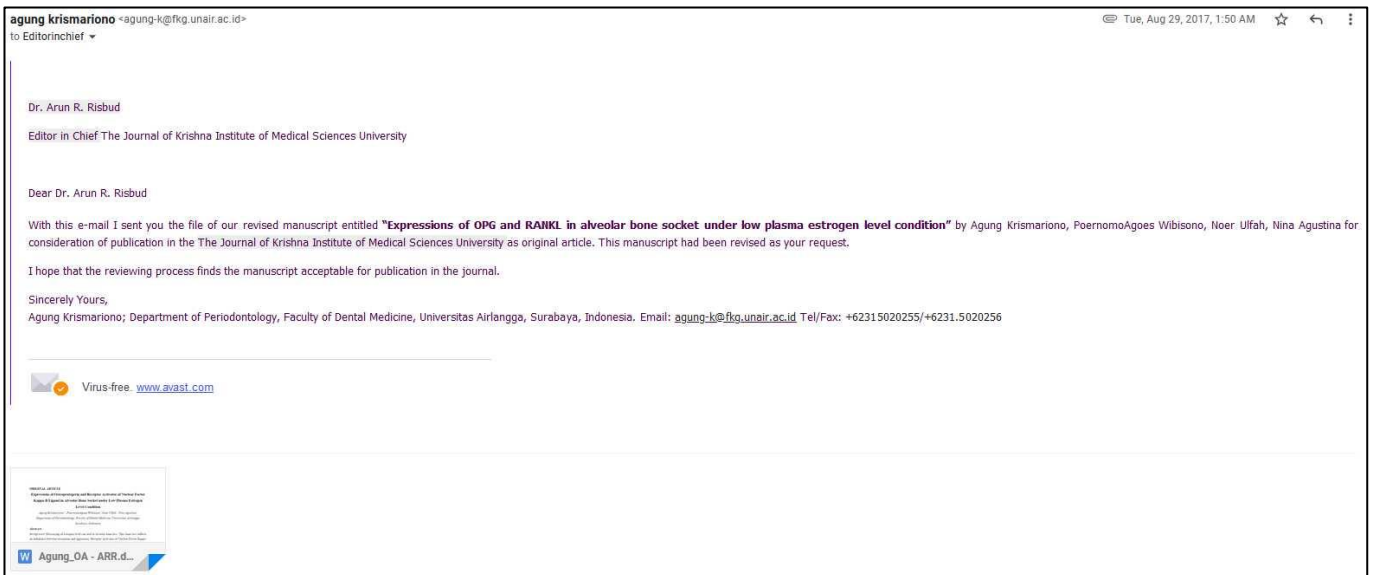 agung krismariono <agung-k@fkg.unair.ac.id>
Tue, Aug 29, 2017, 1:50 AM
to Editorinchief
Dr. Arun R. Risbud
Editor in Chief The Journal of Krishna Institute of Medical Sciences University
Dear Dr. Arun R. Risbud
With this e-mail I sent you the file of our revised manuscript entitled “Expressions of OPG and RANKL in alveolar bone socket under low plasma estrogen level condition” by Agung Krismariono, PoernomoAgoes Wibisono, Noer Ulfah, Nina Agustina for
consideration of publication in the The Journal of Krishna Institute of Medical Sciences University as original article. This manuscript had been revised as your request.
I hope that the reviewing process finds the manuscript acceptable for publication in the journal.
Sincerely Yours,
Agung Krismariono; Department of Periodontology, Faculty of Dental Medicine, Universitas Airlangga, Surabaya, Indonesia. Email: agung-k@fkg.unair.ac.id Tel/Fax: +62315020255/+6231.5020256
Virus-free. www.avast.com
ORIGINAL ARTICLE
W Agung_OA - ARR.d...